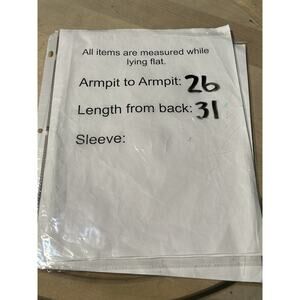 All items are measured while
lying flat.
Armpit to Armpit: 26
Length from back: 31
Sleeve: